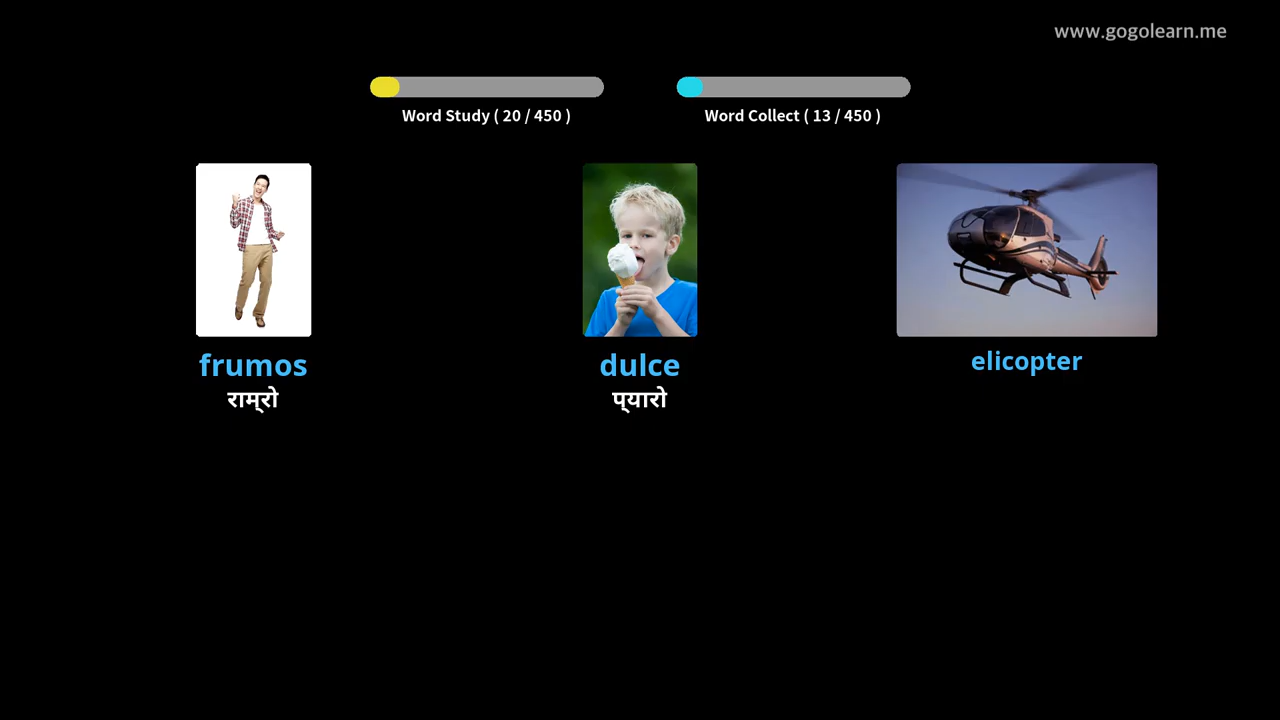 www.gogolearn.me
Word Study ( 20 / 450 )
Word Collect ( 13 / 450 )
frumos
राम्रो
dulce
प्यारो
elicopter